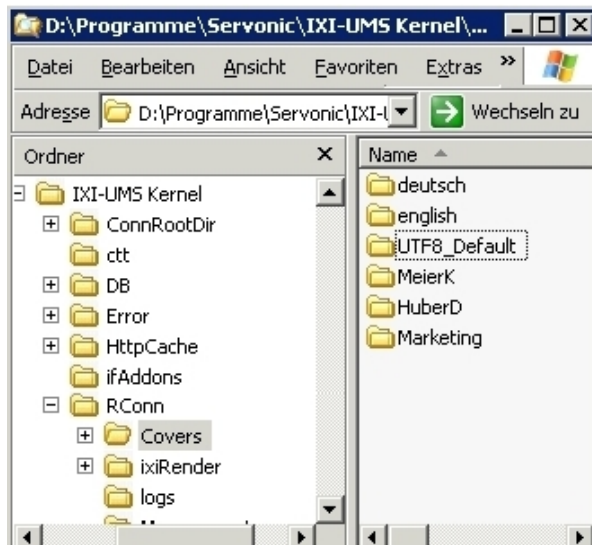 D:\Programme\Servonic\IXI-UMS Kernel\...
Datei Bearbeiten Ansicht Favoriten Extras »
Adresse D:\Programme\Servonic\IXI- Wechseln zu
Ordner
IXI-UMS Kernel
ConnRootDir
ctt
DB
Error
HttpCache
ifAddons
RConn
Covers
ixiRender
logs
Name
deutsch
english
UTF8_Default
MeierK
HuberD
Marketing